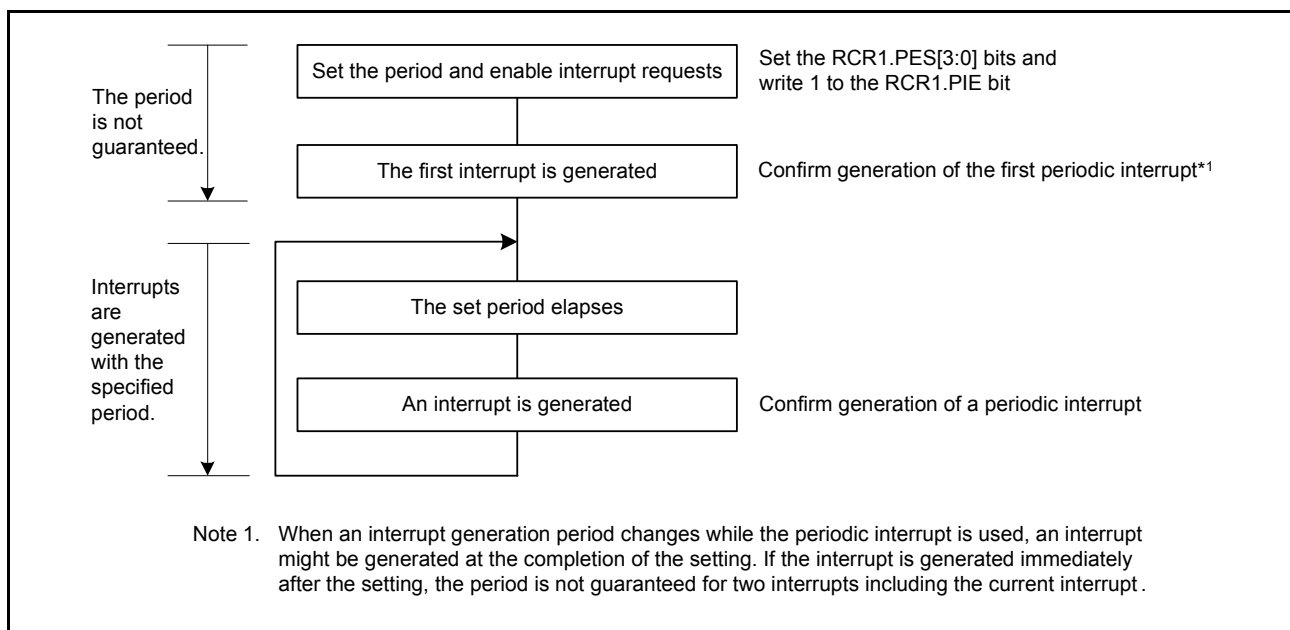 Set the period and enable interrupt requests
Set the RCR1.PES[3:0] bits and
write 1 to the RCR1.PIE bit
The period
is not
guaranteed.
The first interrupt is generated
Confirm generation of the first periodic interrupt*1
Interrupts
are
generated
with the
specified
period.
The set period elapses
An interrupt is generated
Confirm generation of a periodic interrupt
Note 1. When an interrupt generation period changes while the periodic interrupt is used, an interrupt
might be generated at the completion of the setting. If the interrupt is generated immediately
after the setting, the period is not guaranteed for two interrupts including the current interrupt.